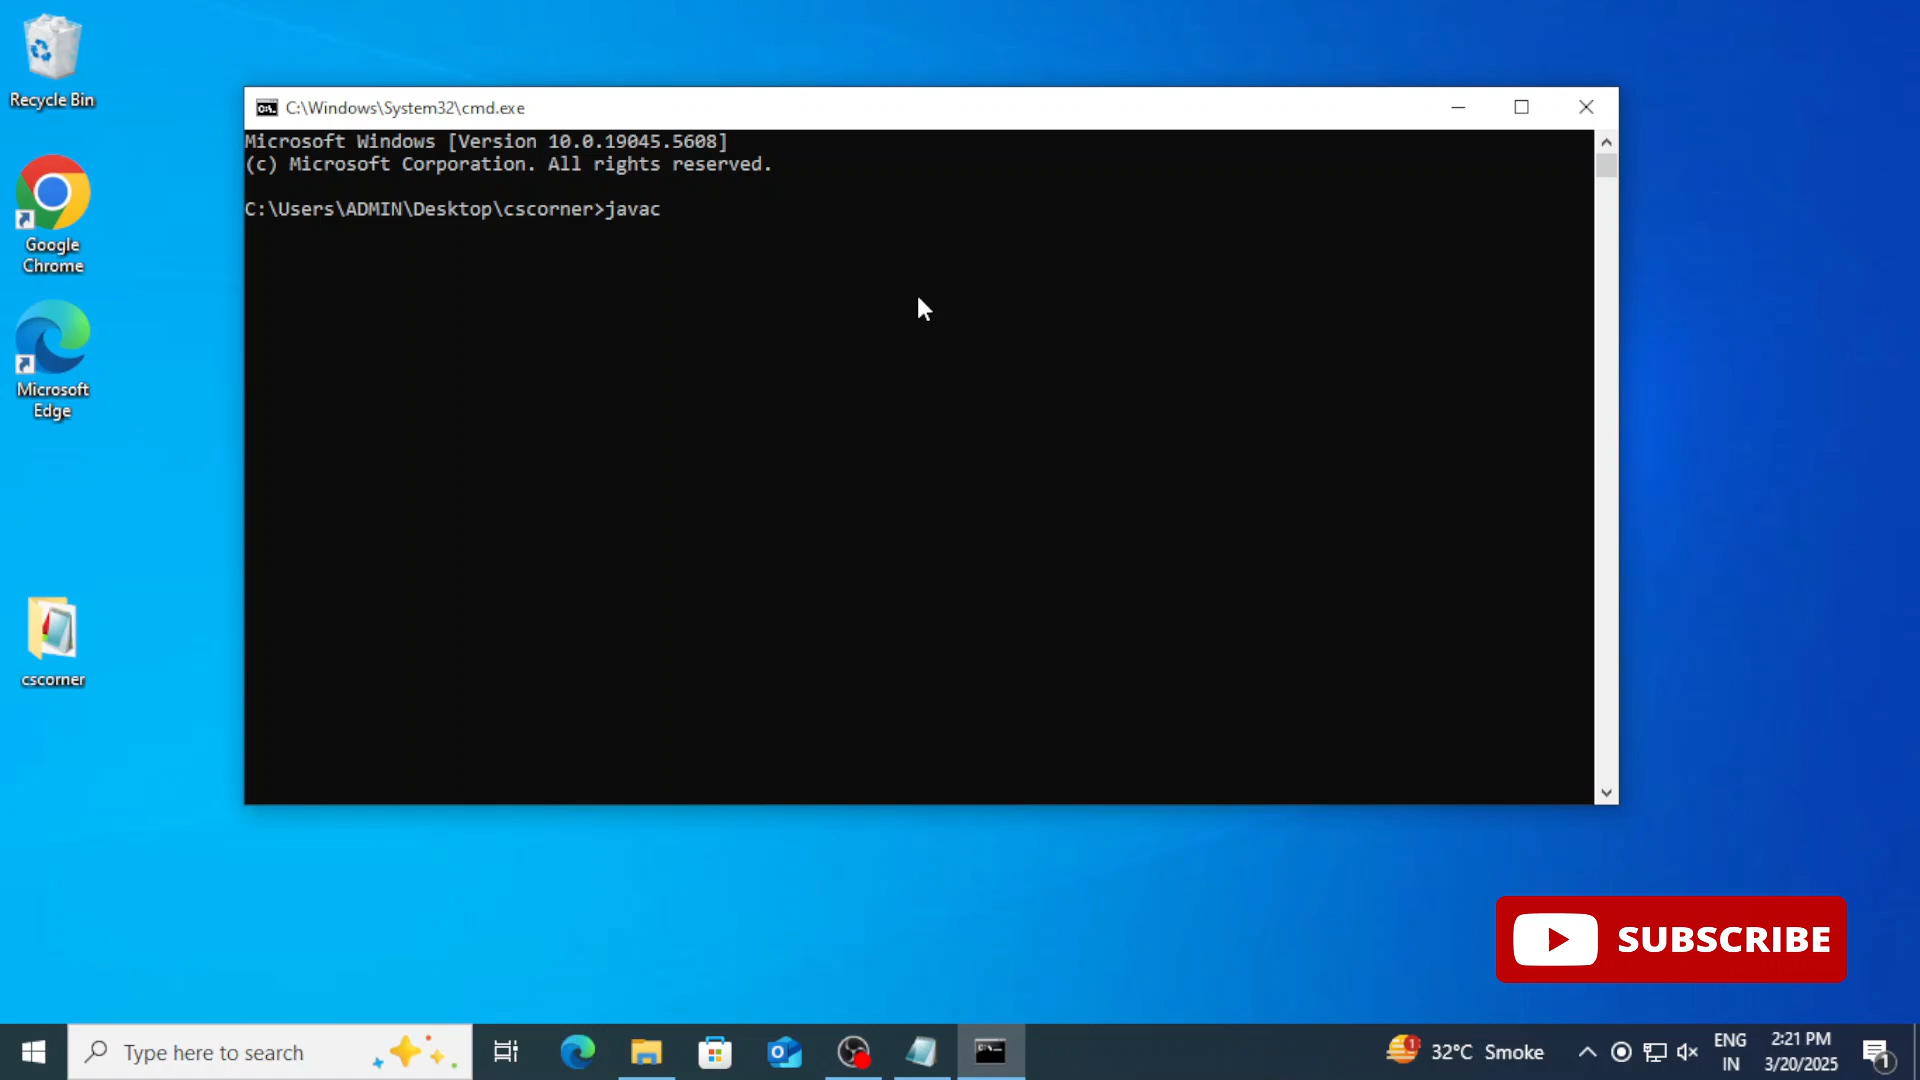 Recycle Bin
Google
Chrome
Microsoft
Edge
cscorner
C:\Windows\System32\cmd.exe
Microsoft Windows [Version 10.0.19045.5608]
(c) Microsoft Corporation. All rights reserved.
C:\Users\ADMIN\Desktop\cscorner>javac
SUBSCRIBE
Type here to search
1
32°C Smoke
ENG
IN
2:21 PM
3/20/2025
1